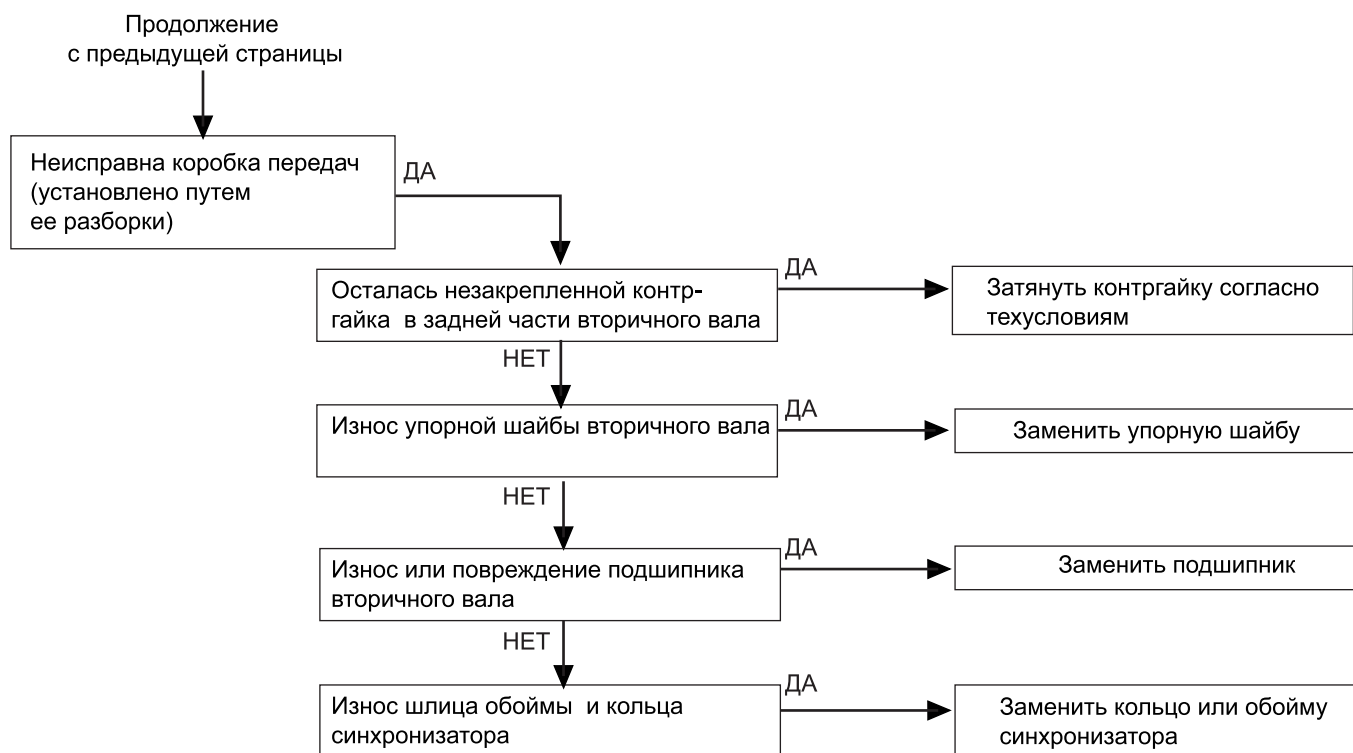 Продолжение
с предыдущей страницы
Неисправна коробка передач
(установлено путем
ее разборки)
ДА
Осталась незакрепленной контр-
гайка в задней части вторичного вала
ДА
Затянуть контргайку согласно
техусловиям
НЕТ
Износ упорной шайбы вторичного вала
ДА
Заменить упорную шайбу
НЕТ
Износ или повреждение подшипника
вторичного вала
ДА
Заменить подшипник
НЕТ
Износ шлица обоймы и кольца
синхронизатора
ДА
Заменить кольцо или обойму
синхронизатора